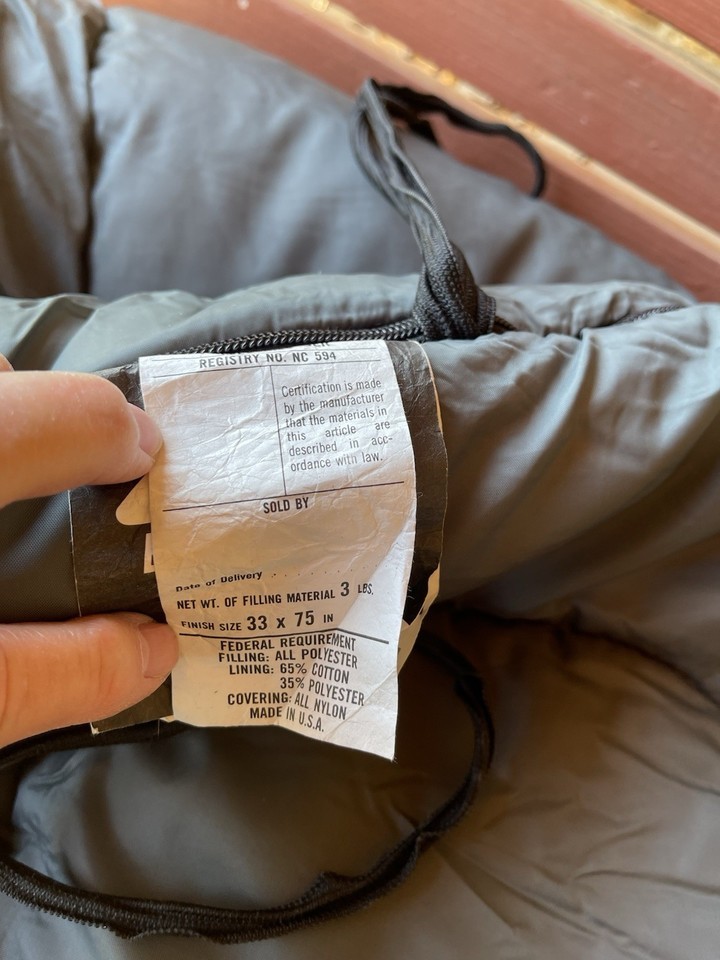 REGISTRY NO. NC 594
Certification is made
by the manufacturer
that the materials in
this article are
described in acc-
ordance with law.
SOLD BY
Date of Delivery . . . . . . . . . .
NET WT. OF FILLING MATERIAL 3 LBS.
FINISH SIZE 33 x 75 IN
FEDERAL REQUIREMENT
FILLING: ALL POLYESTER
LINING: 65% COTTON
35% POLYESTER
COVERING: ALL NYLON
MADE IN U.S.A.